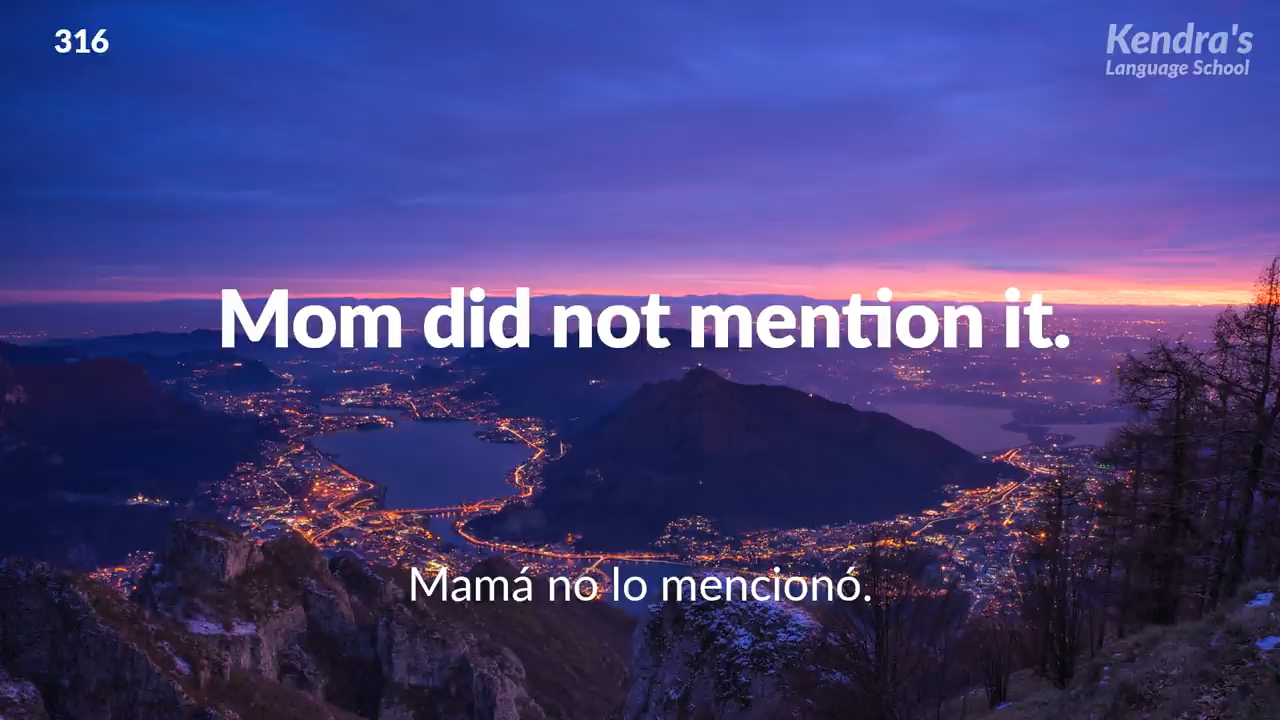 316
Kendra's
Language School
Mom did not mention it.
Mamá no lo mencionó.